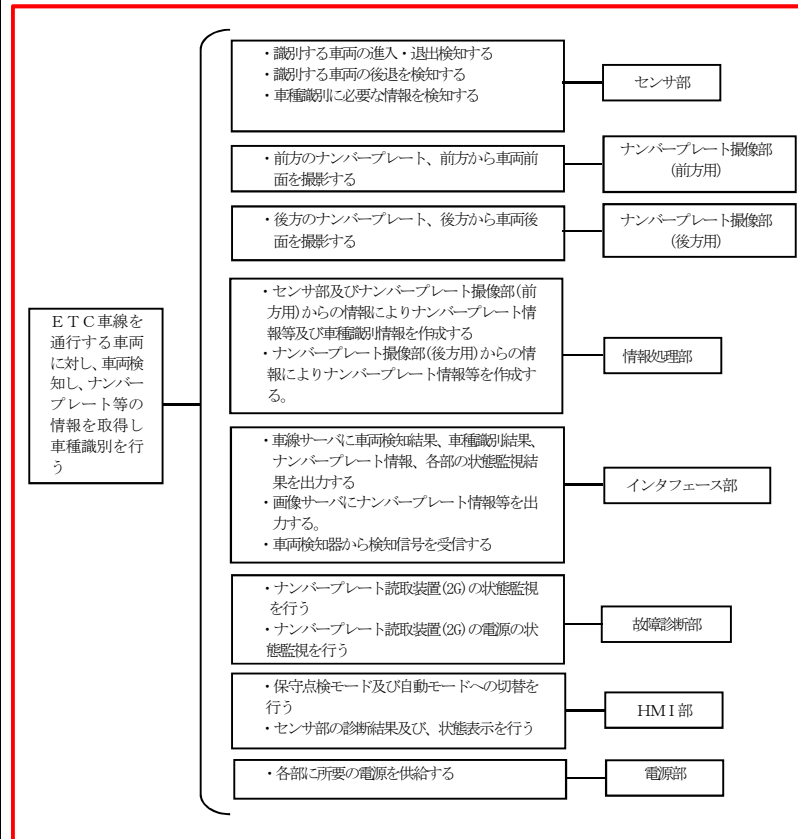 ・識別する車両の進入・退出検知する
・識別する車両の後退を検知する
・車種識別に必要な情報を検知する
センサ部
・前方のナンバープレート、前方から車両前
面を撮影する
ナンバープレート撮像部
(前方用)
・後方のナンバープレート、後方から車両後
面を撮影する
ナンバープレート撮像部
(後方用)
ＥＴＣ車線を
通行する車両
に対し、車両検
知し、ナンバー
プレート等の
情報を取得し
車種識別を行
う
・センサ部及びナンバープレート撮像部(前
方用)からの情報によりナンバープレート情
報等及び車種識別情報を作成する
・ナンバープレート撮像部(後方用)からの情
報によりナンバープレート情報等を作成す
る。
情報処理部
・車線サーバに車両検知結果、車種識別結果、
ナンバープレート情報、各部の状態監視結
果を出力する
・画像サーバにナンバープレート情報等を出
力する。
・車両検知器から検知信号を受信する
インタフェース部
・ナンバープレート読取装置(2G)の状態監視
を行う
・ナンバープレート読取装置(2G)の電源の状
態監視を行う
故障診断部
・保守点検モード及び自動モードへの切替を
行う
・センサ部の診断結果及び、状態表示を行う
ＨＭＩ部
・各部に所要の電源を供給する
電源部